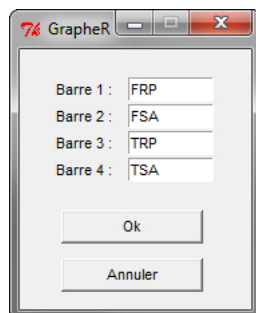 GrapheR
Barre 1 : FRP
Barre 2 : FSA
Barre 3 : TRP
Barre 4 : TSA
Ok
Annuler